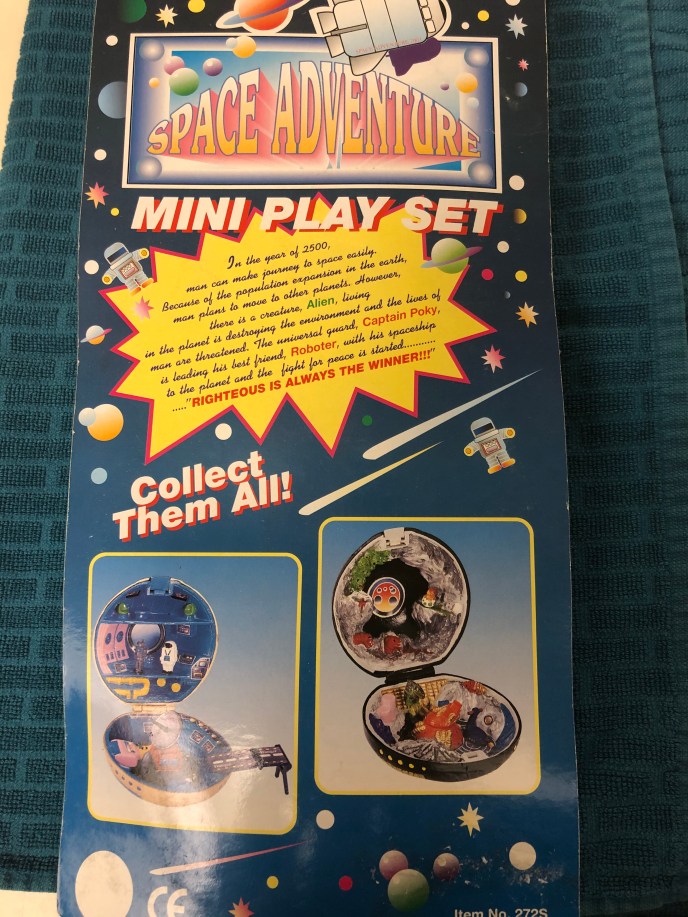 SPACE ADVENTURE
MINI PLAY SET
In the year of 2500,
man can make journey to space easily.
Because of the population expansion in the earth,
man plans to move to other planets. However,
there is a creature, Alien, living
in the planet is destroying the environment and the lives of
man are threatened. The universal guard, Captain Poky,
is leading his best friend, Roboter, with his spaceship
to the planet and the fight for peace is started...........
....."RIGHTEOUS IS ALWAYS THE WINNER!!!"
Collect
Them All!
CE
Item No. 272S